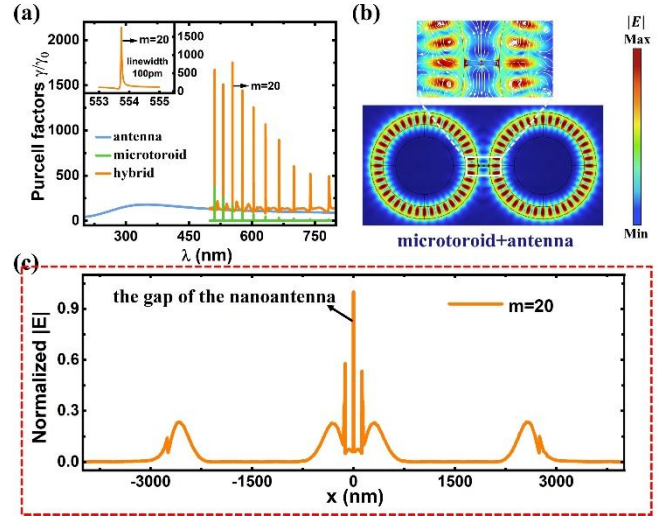 (a)
Purcell factors γ/γ₀
2000
1500
1000
500
250
0
m=20
linewidth
100pm
1500
1000
500
0
553 554 555
m=20
antenna
microtoroid
hybrid
300 450 600 750
λ (nm)
(b)
|E|
Max
Min
microtoroid+antenna
(c)
Normalized |E|
0.9
0.6
0.3
0.0
the gap of the nanoantenna
m=20
-3000 -1500 0 1500 3000
x (nm)